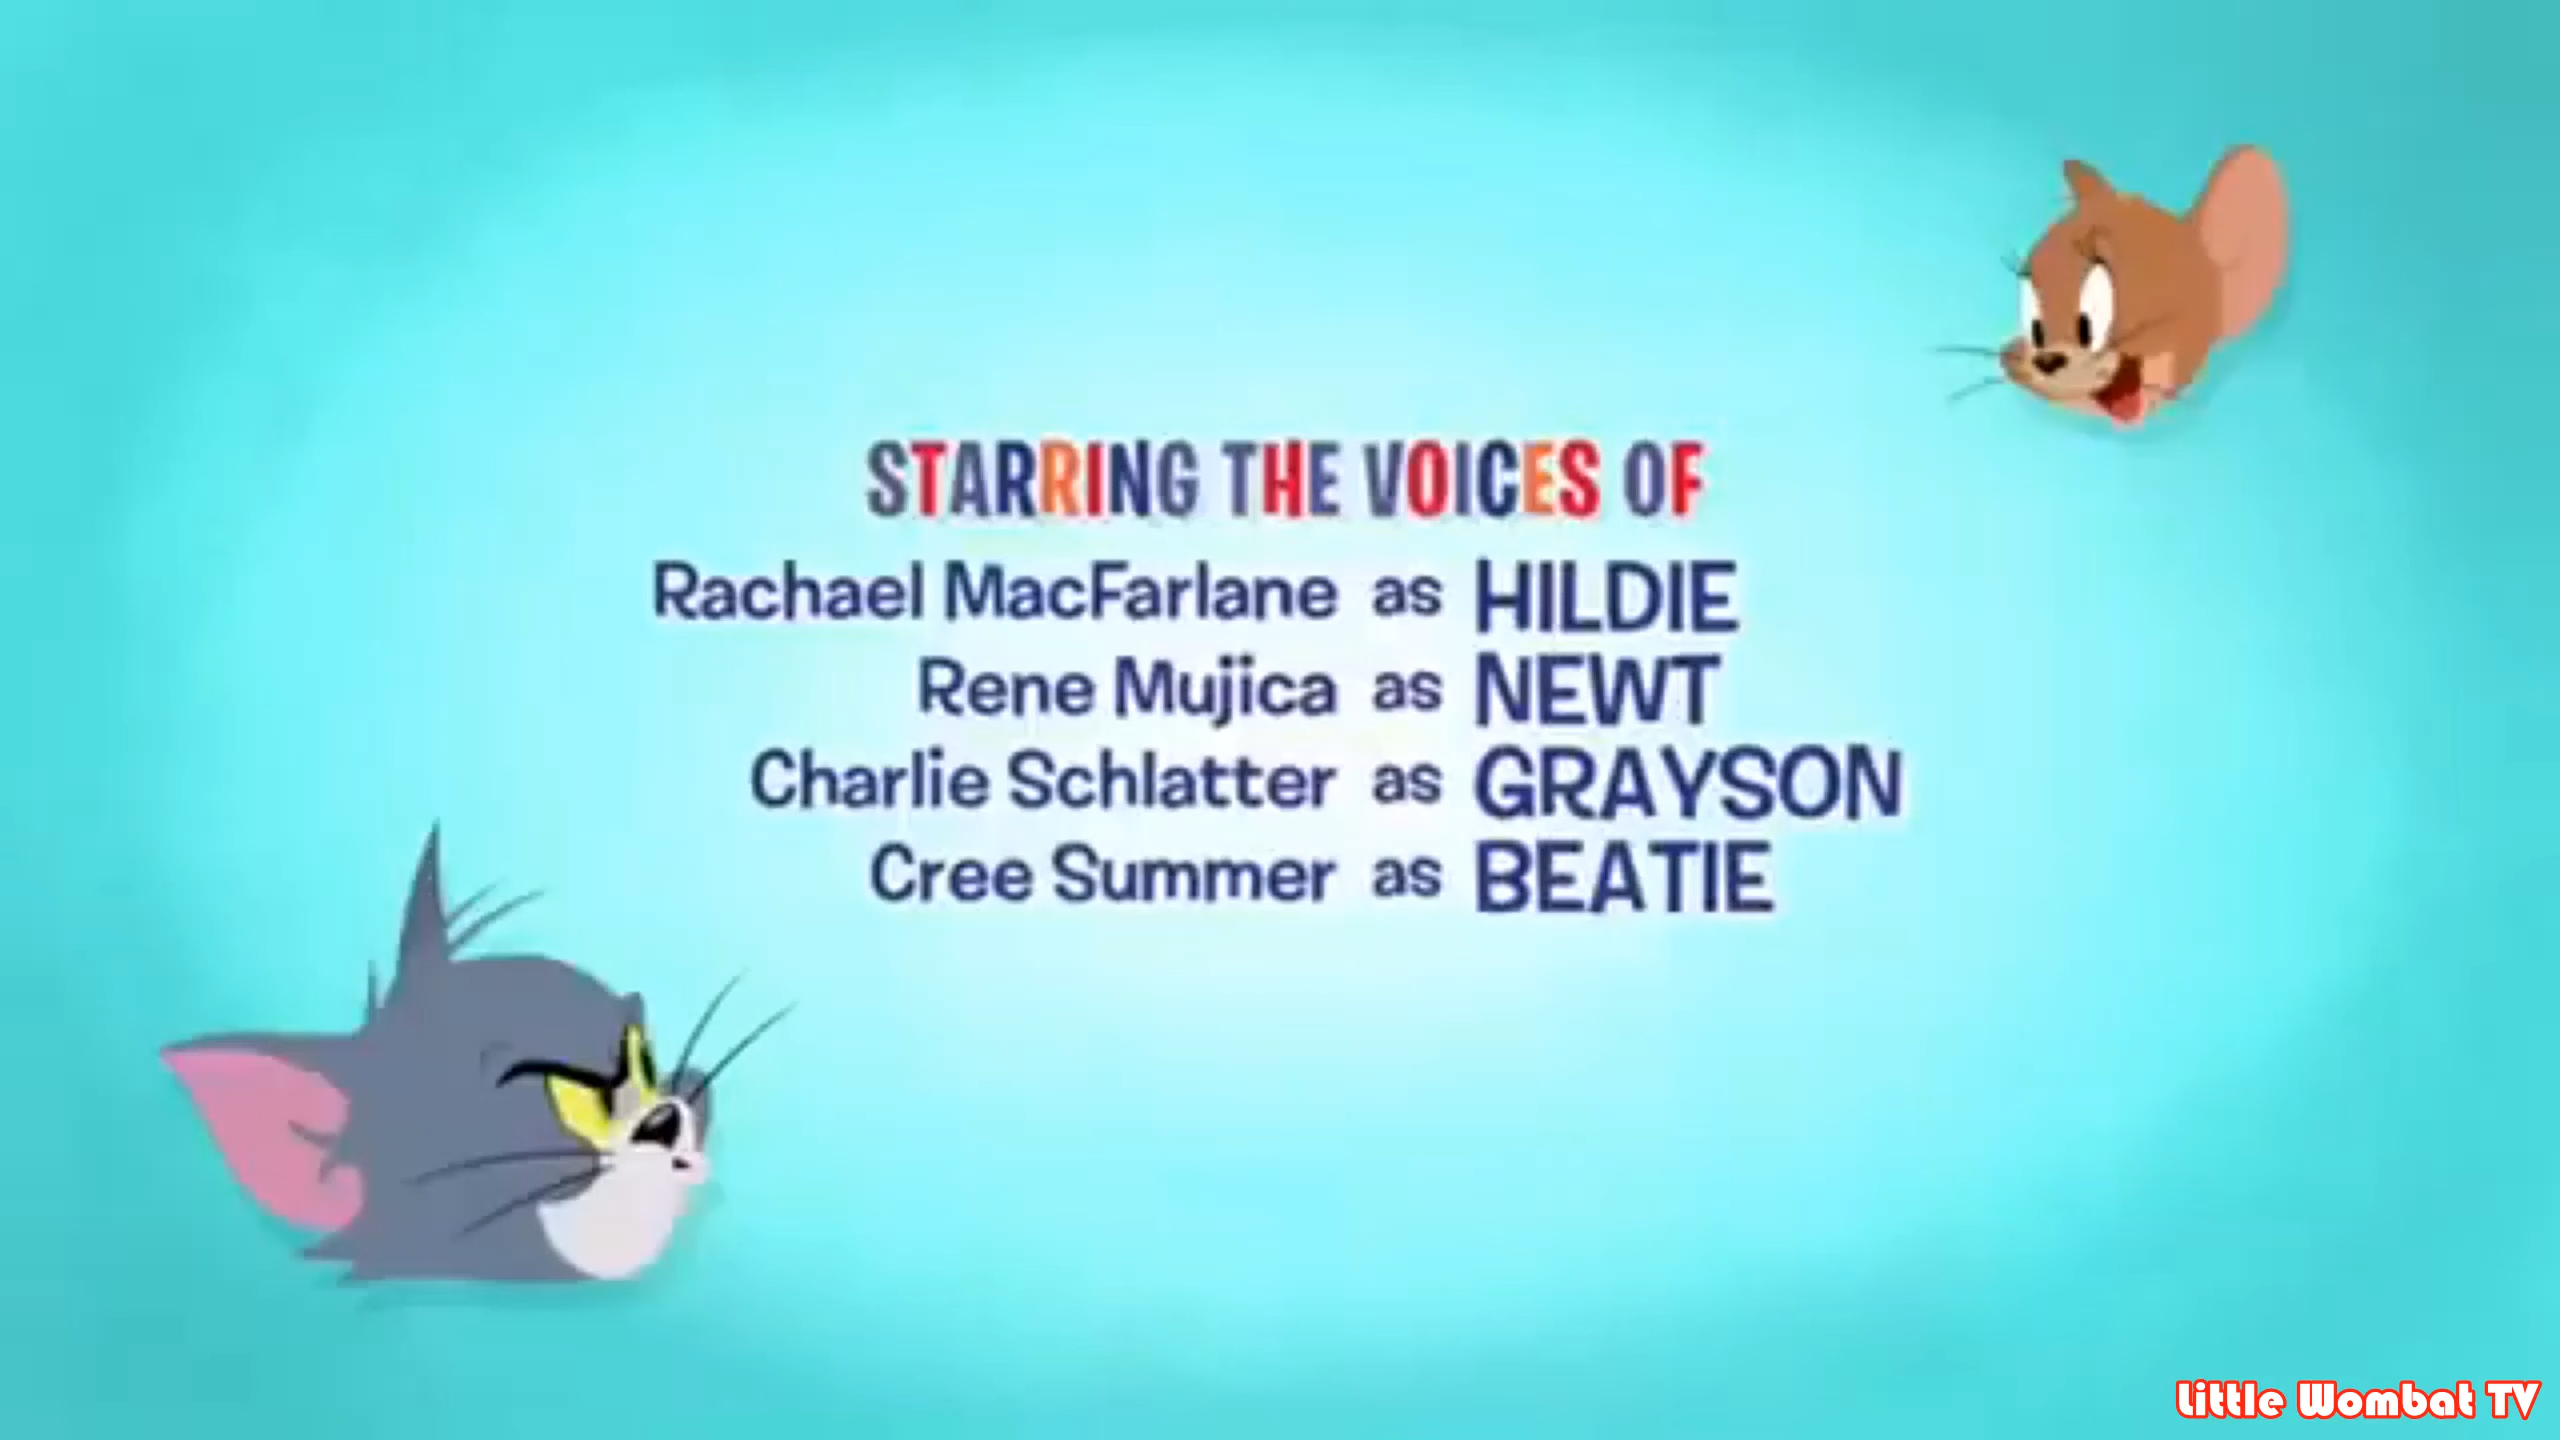 STARRING THE VOICES OF
Rachael MacFarlane as HILDIE
Rene Mujica as NEWT
Charlie Schlatter as GRAYSON
Cree Summer as BEATIE
Little Wombat TV